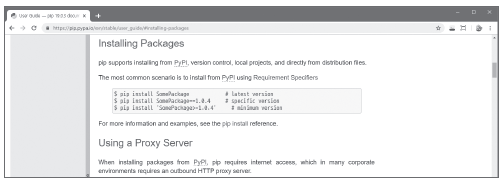 User Guide — pip 19.0.3 docu
https://pip.pypa.io/en/stable/user_guide/#installing-packages
Installing Packages
pip supports installing from PyPI, version control, local projects, and directly from distribution files.
The most common scenario is to install from PyPI using Requirement Specifiers
$ pip install SomePackage # latest version
$ pip install SomePackage==1.0.4 # specific version
$ pip install 'SomePackage>=1.0.4' # minimum version
For more information and examples, see the pip install reference.
Using a Proxy Server
When installing packages from PyPI, pip requires internet access, which in many corporate
environments requires an outbound HTTP proxy server.